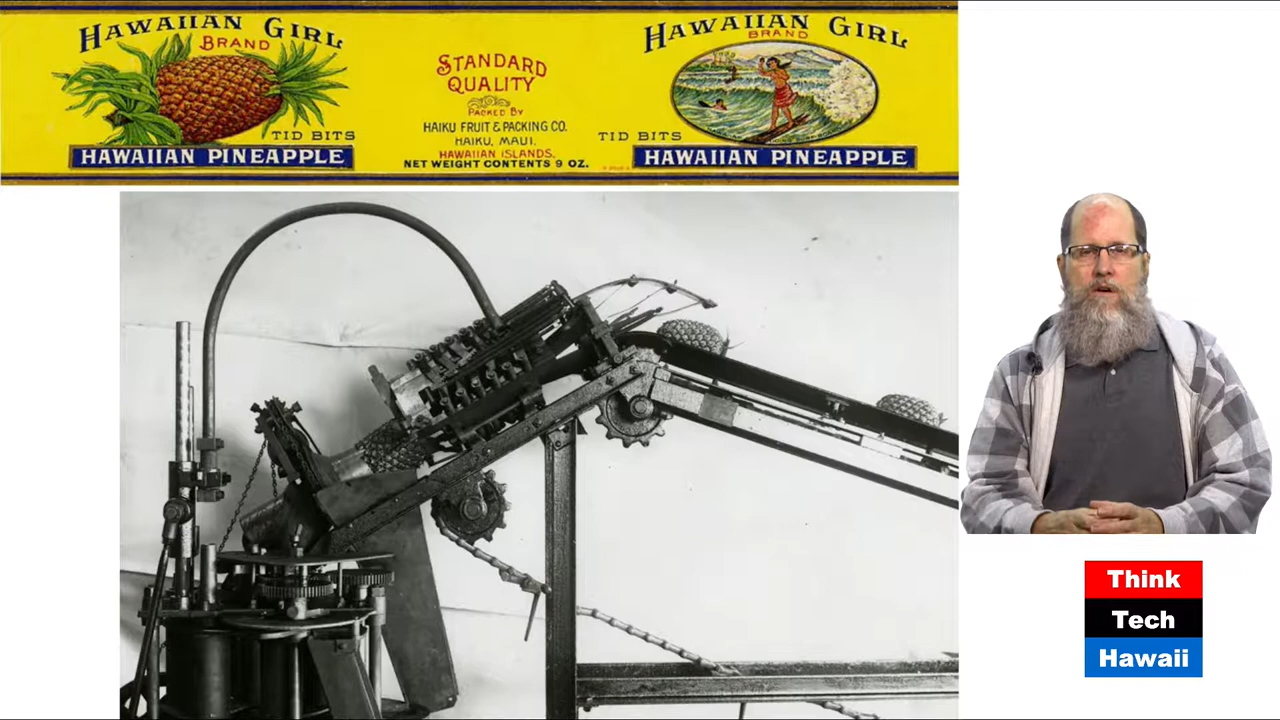 HAWAIIAN GIRL
BRAND
TID BITS
HAWAIIAN PINEAPPLE
STANDARD
QUALITY
PACKED BY
HAIKU FRUIT & PACKING CO.
HAIKU, MAUI,
HAWAIIAN ISLANDS.
NET WEIGHT CONTENTS 9 OZ.
HAWAIIAN GIRL
BRAND
TID BITS
HAWAIIAN PINEAPPLE
Think
Tech
Hawaii